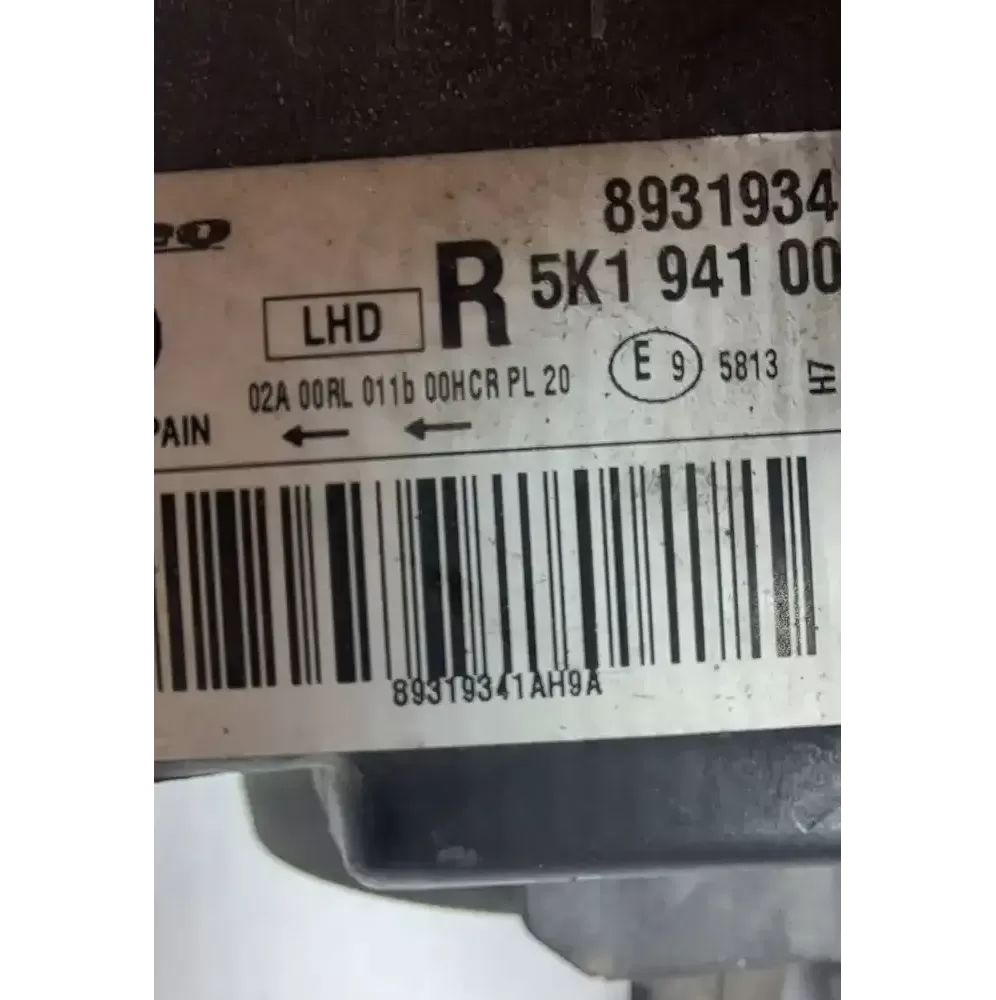 8931934
R 5K1 941 00
LHD
E 9 5813
H7
02A 00RL 011b 00HCR PL 20
PAIN
89319341AH9A